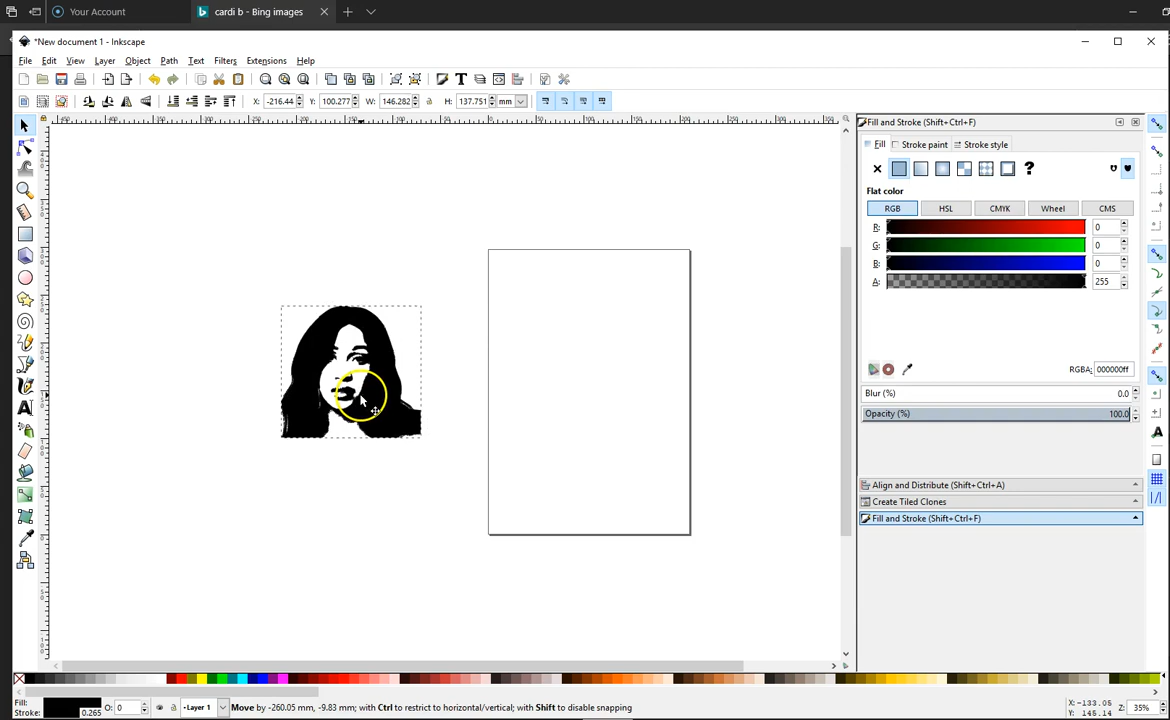 Your Account
cardi b - Bing images
*New document 1 - Inkscape
File Edit View Layer Object Path Text Filters Extensions Help
X: -216.44 Y: 100.277 W: 146.282 H: 137.751 mm
Fill and Stroke (Shift+Ctrl+F)
Fill Stroke paint Stroke style
?
Flat color
RGB HSL CMYK Wheel CMS
R: 0
G: 0
B: 0
A: 255
RGBA: 000000ff
Blur (%) 0.0
Opacity (%) 100.0
Align and Distribute (Shift+Ctrl+A)
Create Tiled Clones
Fill and Stroke (Shift+Ctrl+F)
Fill:
Stroke: 0.265
O: 0
Layer 1
Move by -260.05 mm, -9.83 mm; with Ctrl to restrict to horizontal/vertical; with Shift to disable snapping
X: -133.05
Y: 145.14
Z: 35%